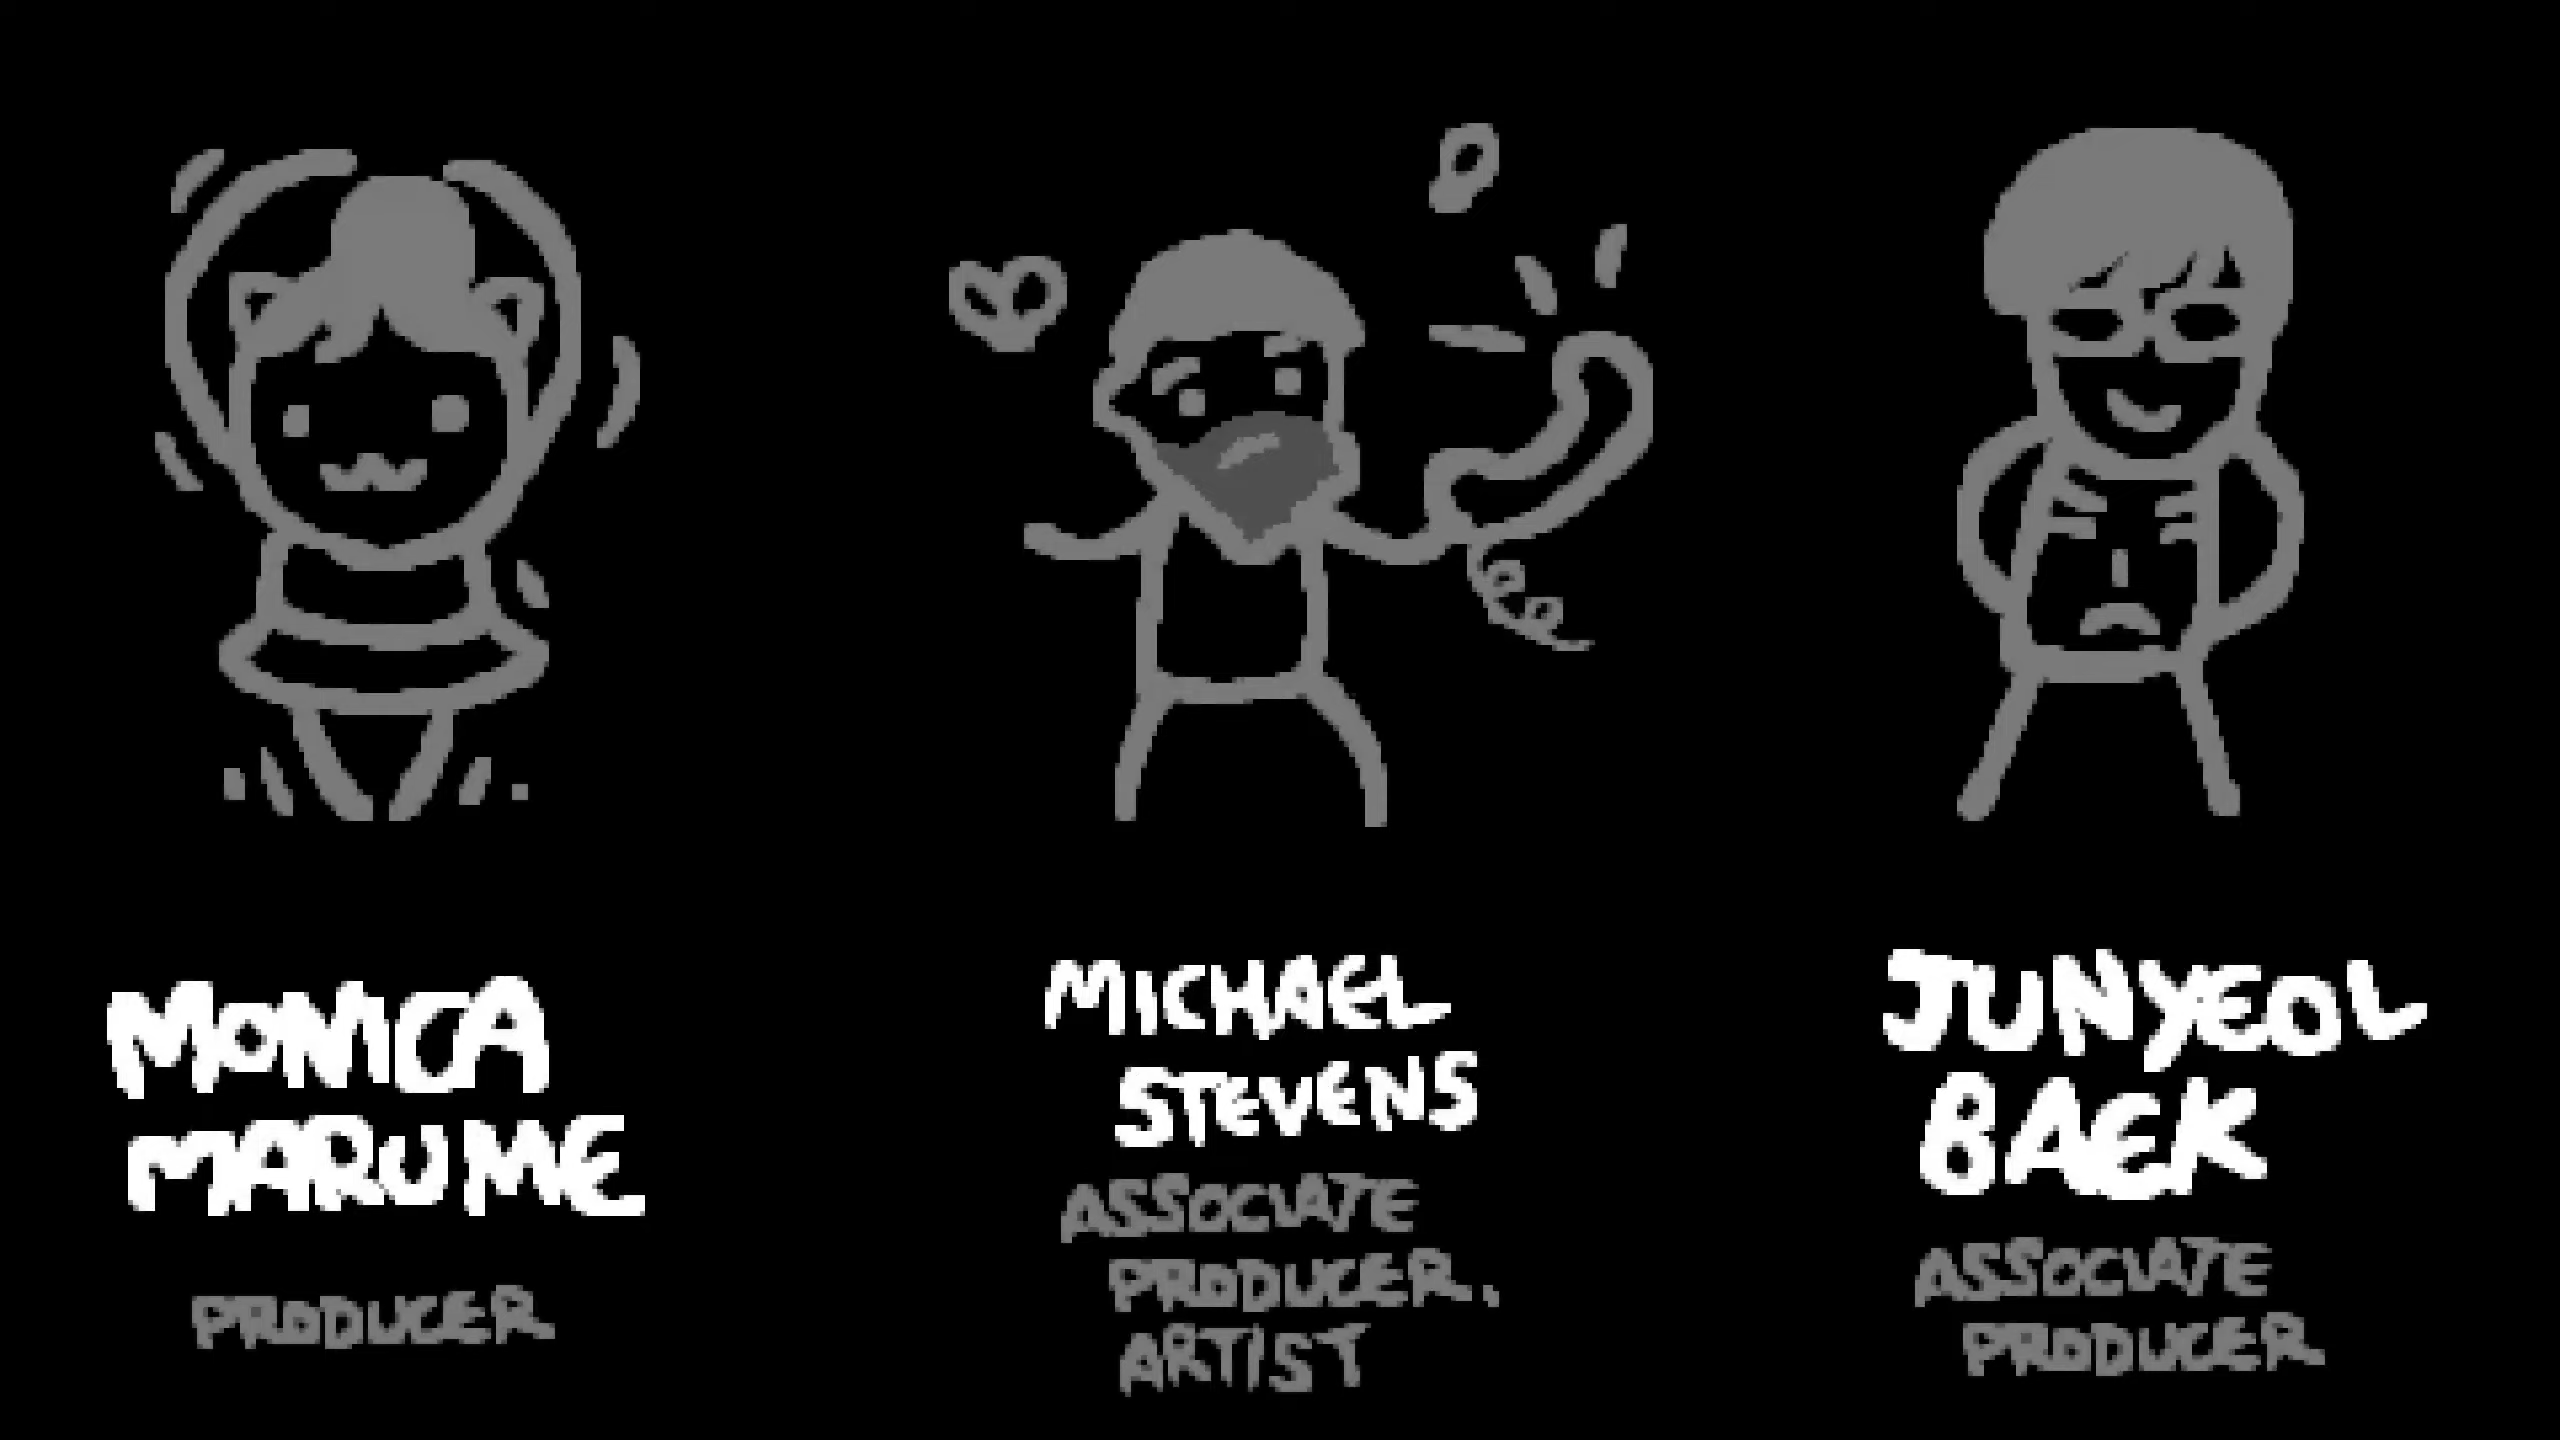 MONICA
MARUME
PRODUCER
MICHAEL
STEVENS
ASSOCIATE
PRODUCER.
ARTIST
JUNYEOL
BAEK
ASSOCIATE
PRODUCER